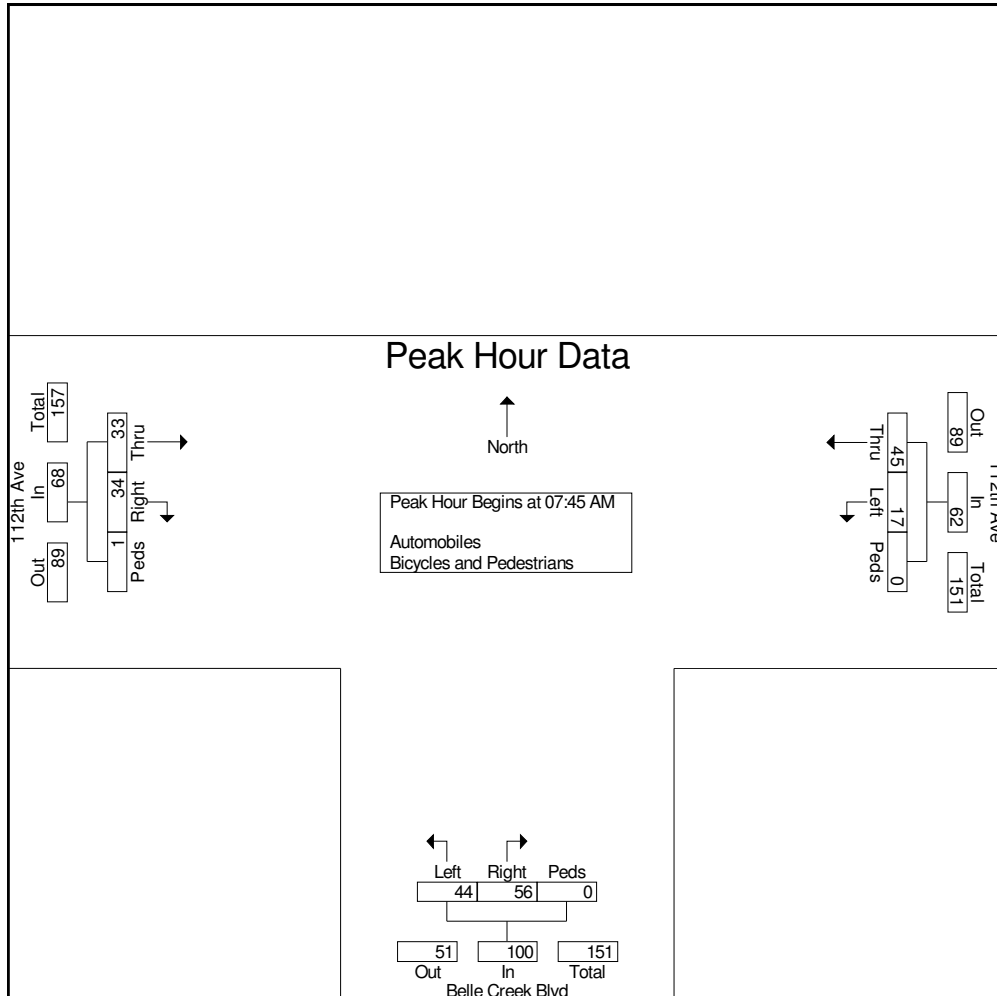 Peak Hour Data
North
Peak Hour Begins at 07:45 AM
Automobiles
Bicycles and Pedestrians
112th Ave
Out In Total
89 68 157
Peds Right Thru
1 34 33
112th Ave
Out In Total
89 62 151
Thru Left Peds
45 17 0
Left Right Peds
44 56 0
51 100 151
Out In Total
Belle Creek Blvd